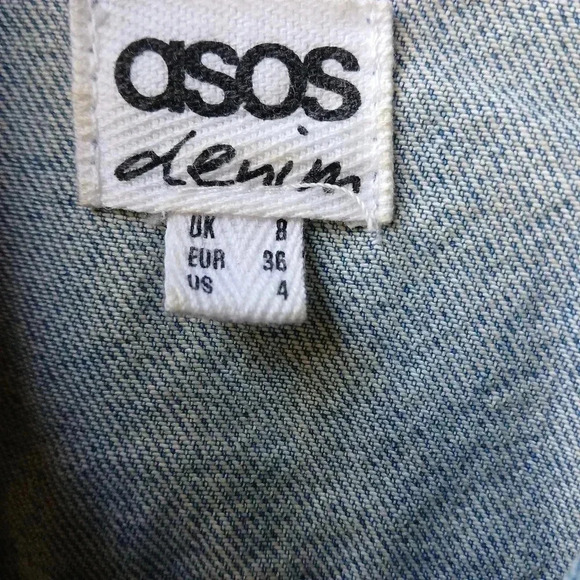 asos
denim
UK 8
EUR 36
US 4